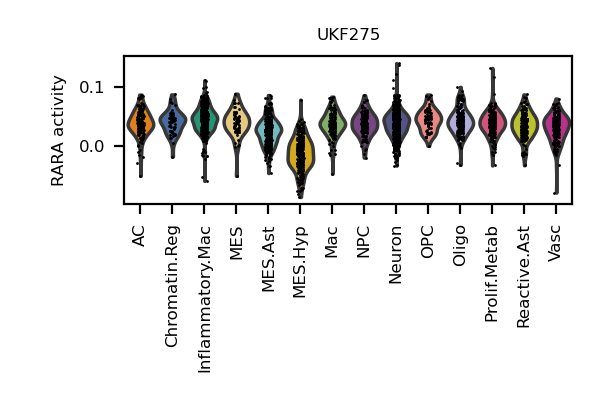 UKF275
RARA activity
0.1
0.0
AC
Chromatin.Reg
Inflammatory.Mac
MES
MES.Ast
MES.Hyp
Mac
NPC
Neuron
OPC
Oligo
Prolif.Metab
Reactive.Ast
Vasc